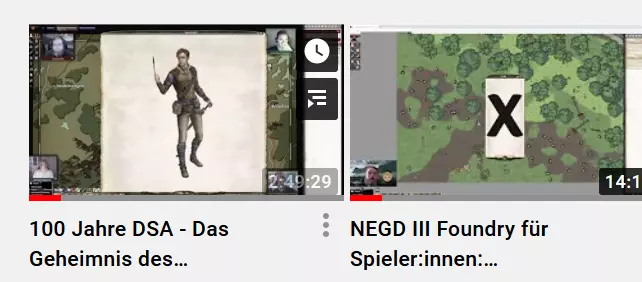 2:49:29
X
14:1
100 Jahre DSA - Das
Geheimnis des...
NEGD III Foundry für
Spieler:innen:...